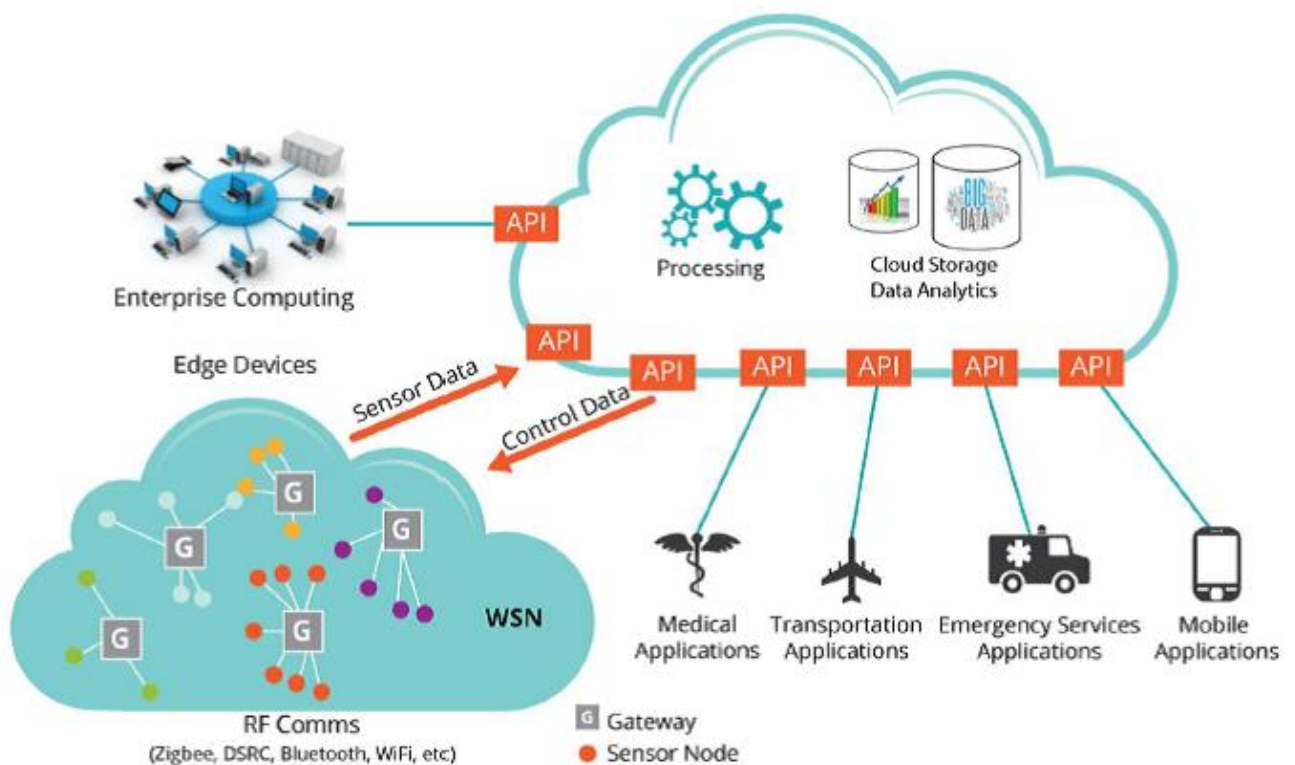 API
Processing
BIG
DATA
Cloud Storage
Data Analytics
Enterprise Computing
Edge Devices
API
API
API
API
API
API
Sensor Data
Control Data
G
G
G
G
G
WSN
Medical
Applications
Transportation
Applications
Emergency Services
Applications
Mobile
Applications
RF Comms
(Zigbee, DSRC, Bluetooth, WiFi, etc)
G Gateway
Sensor Node